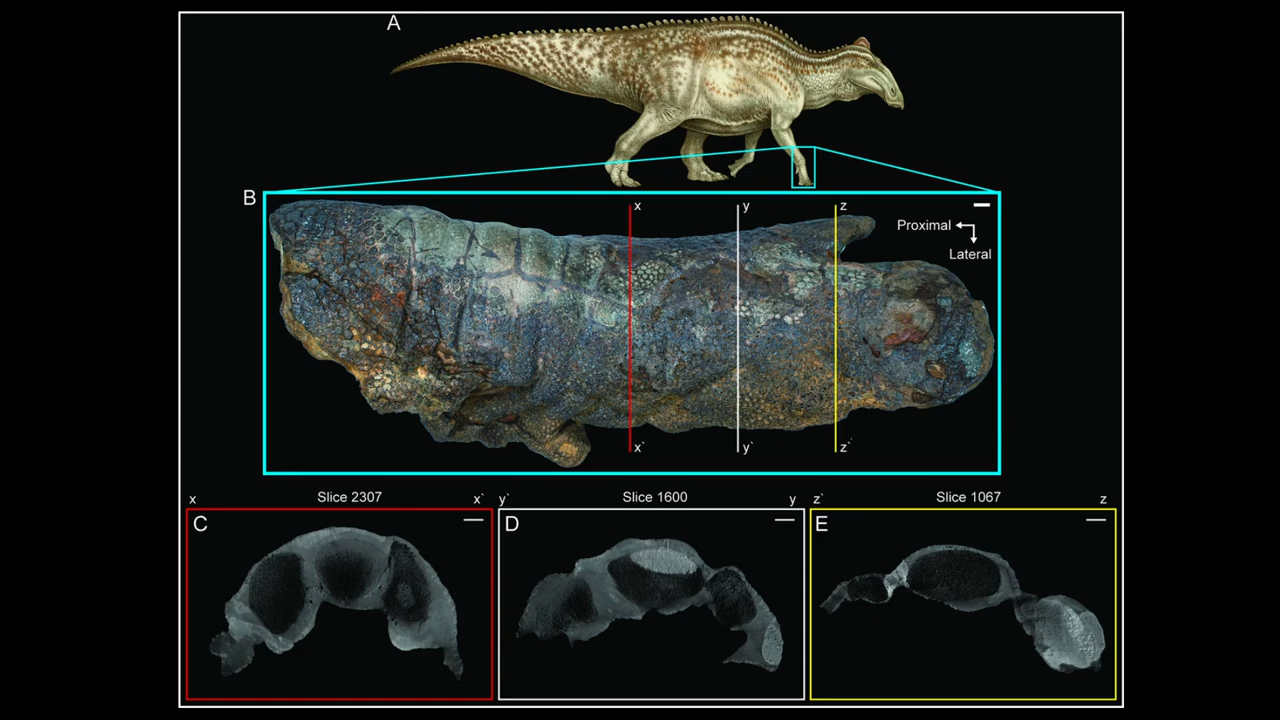 A
B
x
y
z
Proximal
Lateral
x`
y`
z`
x
Slice 2307
x`
y`
Slice 1600
y
z`
Slice 1067
z
C
D
E